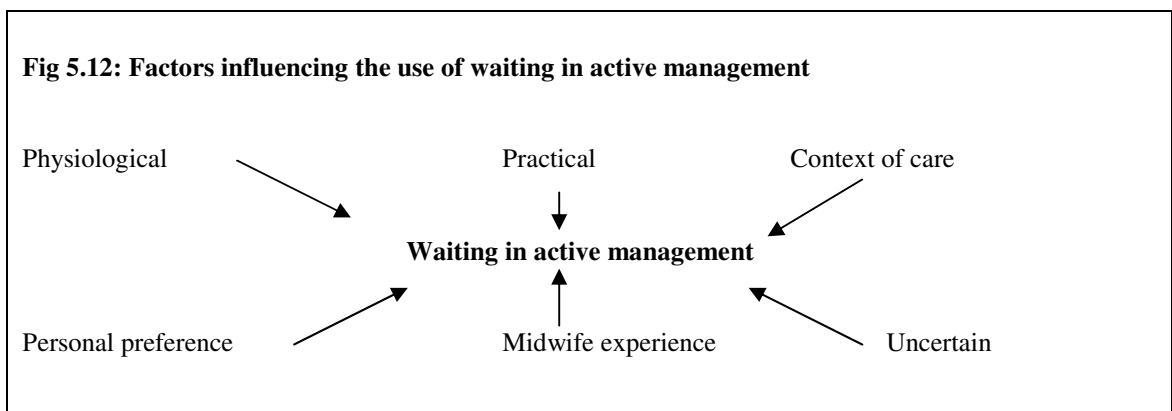 Fig 5.12: Factors influencing the use of waiting in active management
Physiological Practical Context of care
Waiting in active management
Personal preference Midwife experience Uncertain